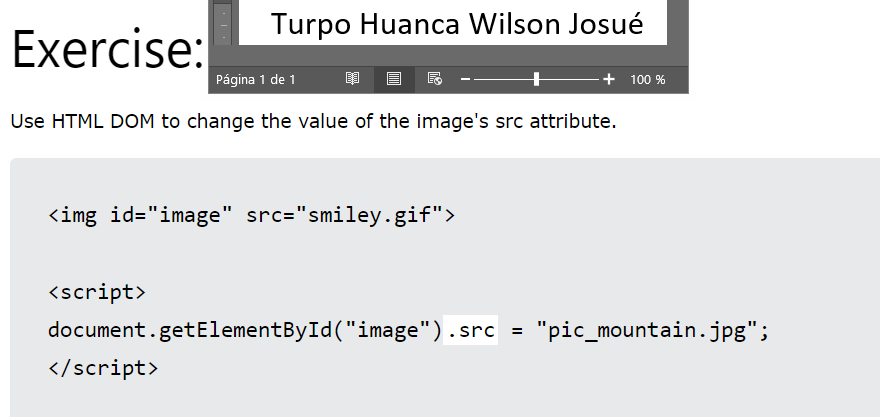 Turpo Huanca Wilson Josué
Exercise:
Página 1 de 1 100 %
Use HTML DOM to change the value of the image's src attribute.
<img id="image" src="smiley.gif">
<script>
document.getElementById("image").src = "pic_mountain.jpg";
</script>